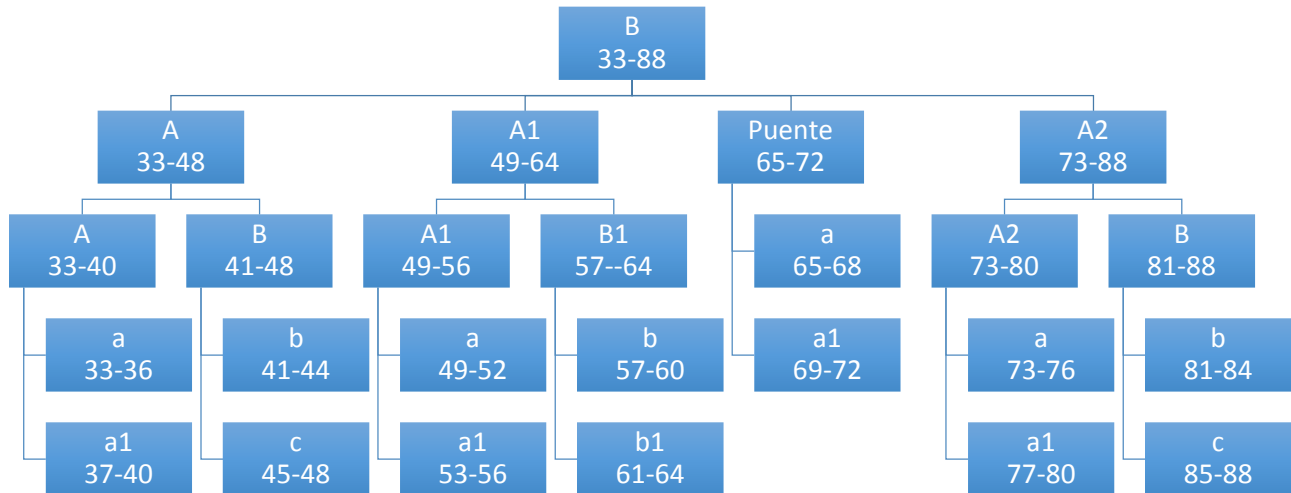 B
33-88
A
33-48
A1
49-64
Puente
65-72
A2
73-88
A
33-40
B
41-48
A1
49-56
B1
57--64
a
65-68
A2
73-80
B
81-88
a
33-36
b
41-44
a
49-52
b
57-60
a1
69-72
a
73-76
b
81-84
a1
37-40
c
45-48
a1
53-56
b1
61-64
a1
77-80
c
85-88